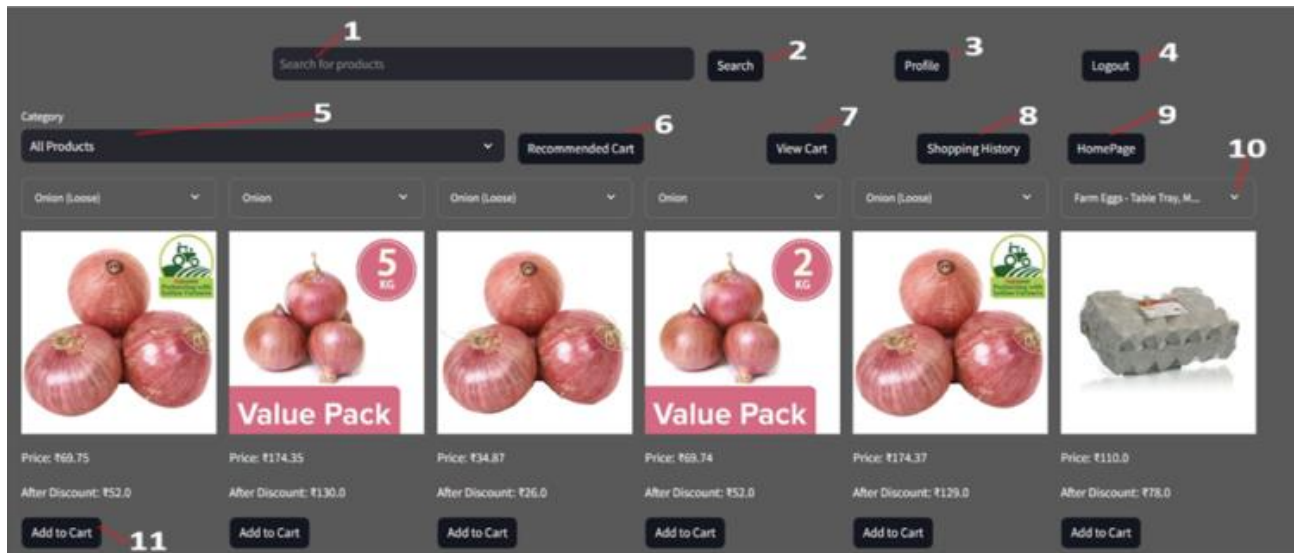 1
2
3
4
Search for products
Search
Profile
Logout
5
6
7
8
9
10
Category
All Products
Recommended Cart
View Cart
Shopping History
HomePage
Onion (Loose)
Onion
Onion (Loose)
Onion
Onion (Loose)
Farm Eggs - Table Tray, M...
5
KG
2
KG
Value Pack
Value Pack
Price: ₹69.75
Price: ₹174.35
Price: ₹34.87
Price: ₹69.74
Price: ₹174.37
Price: ₹110.0
After Discount: ₹52.0
After Discount: ₹130.0
After Discount: ₹26.0
After Discount: ₹52.0
After Discount: ₹129.0
After Discount: ₹78.0
Add to Cart
Add to Cart
Add to Cart
Add to Cart
Add to Cart
Add to Cart
11